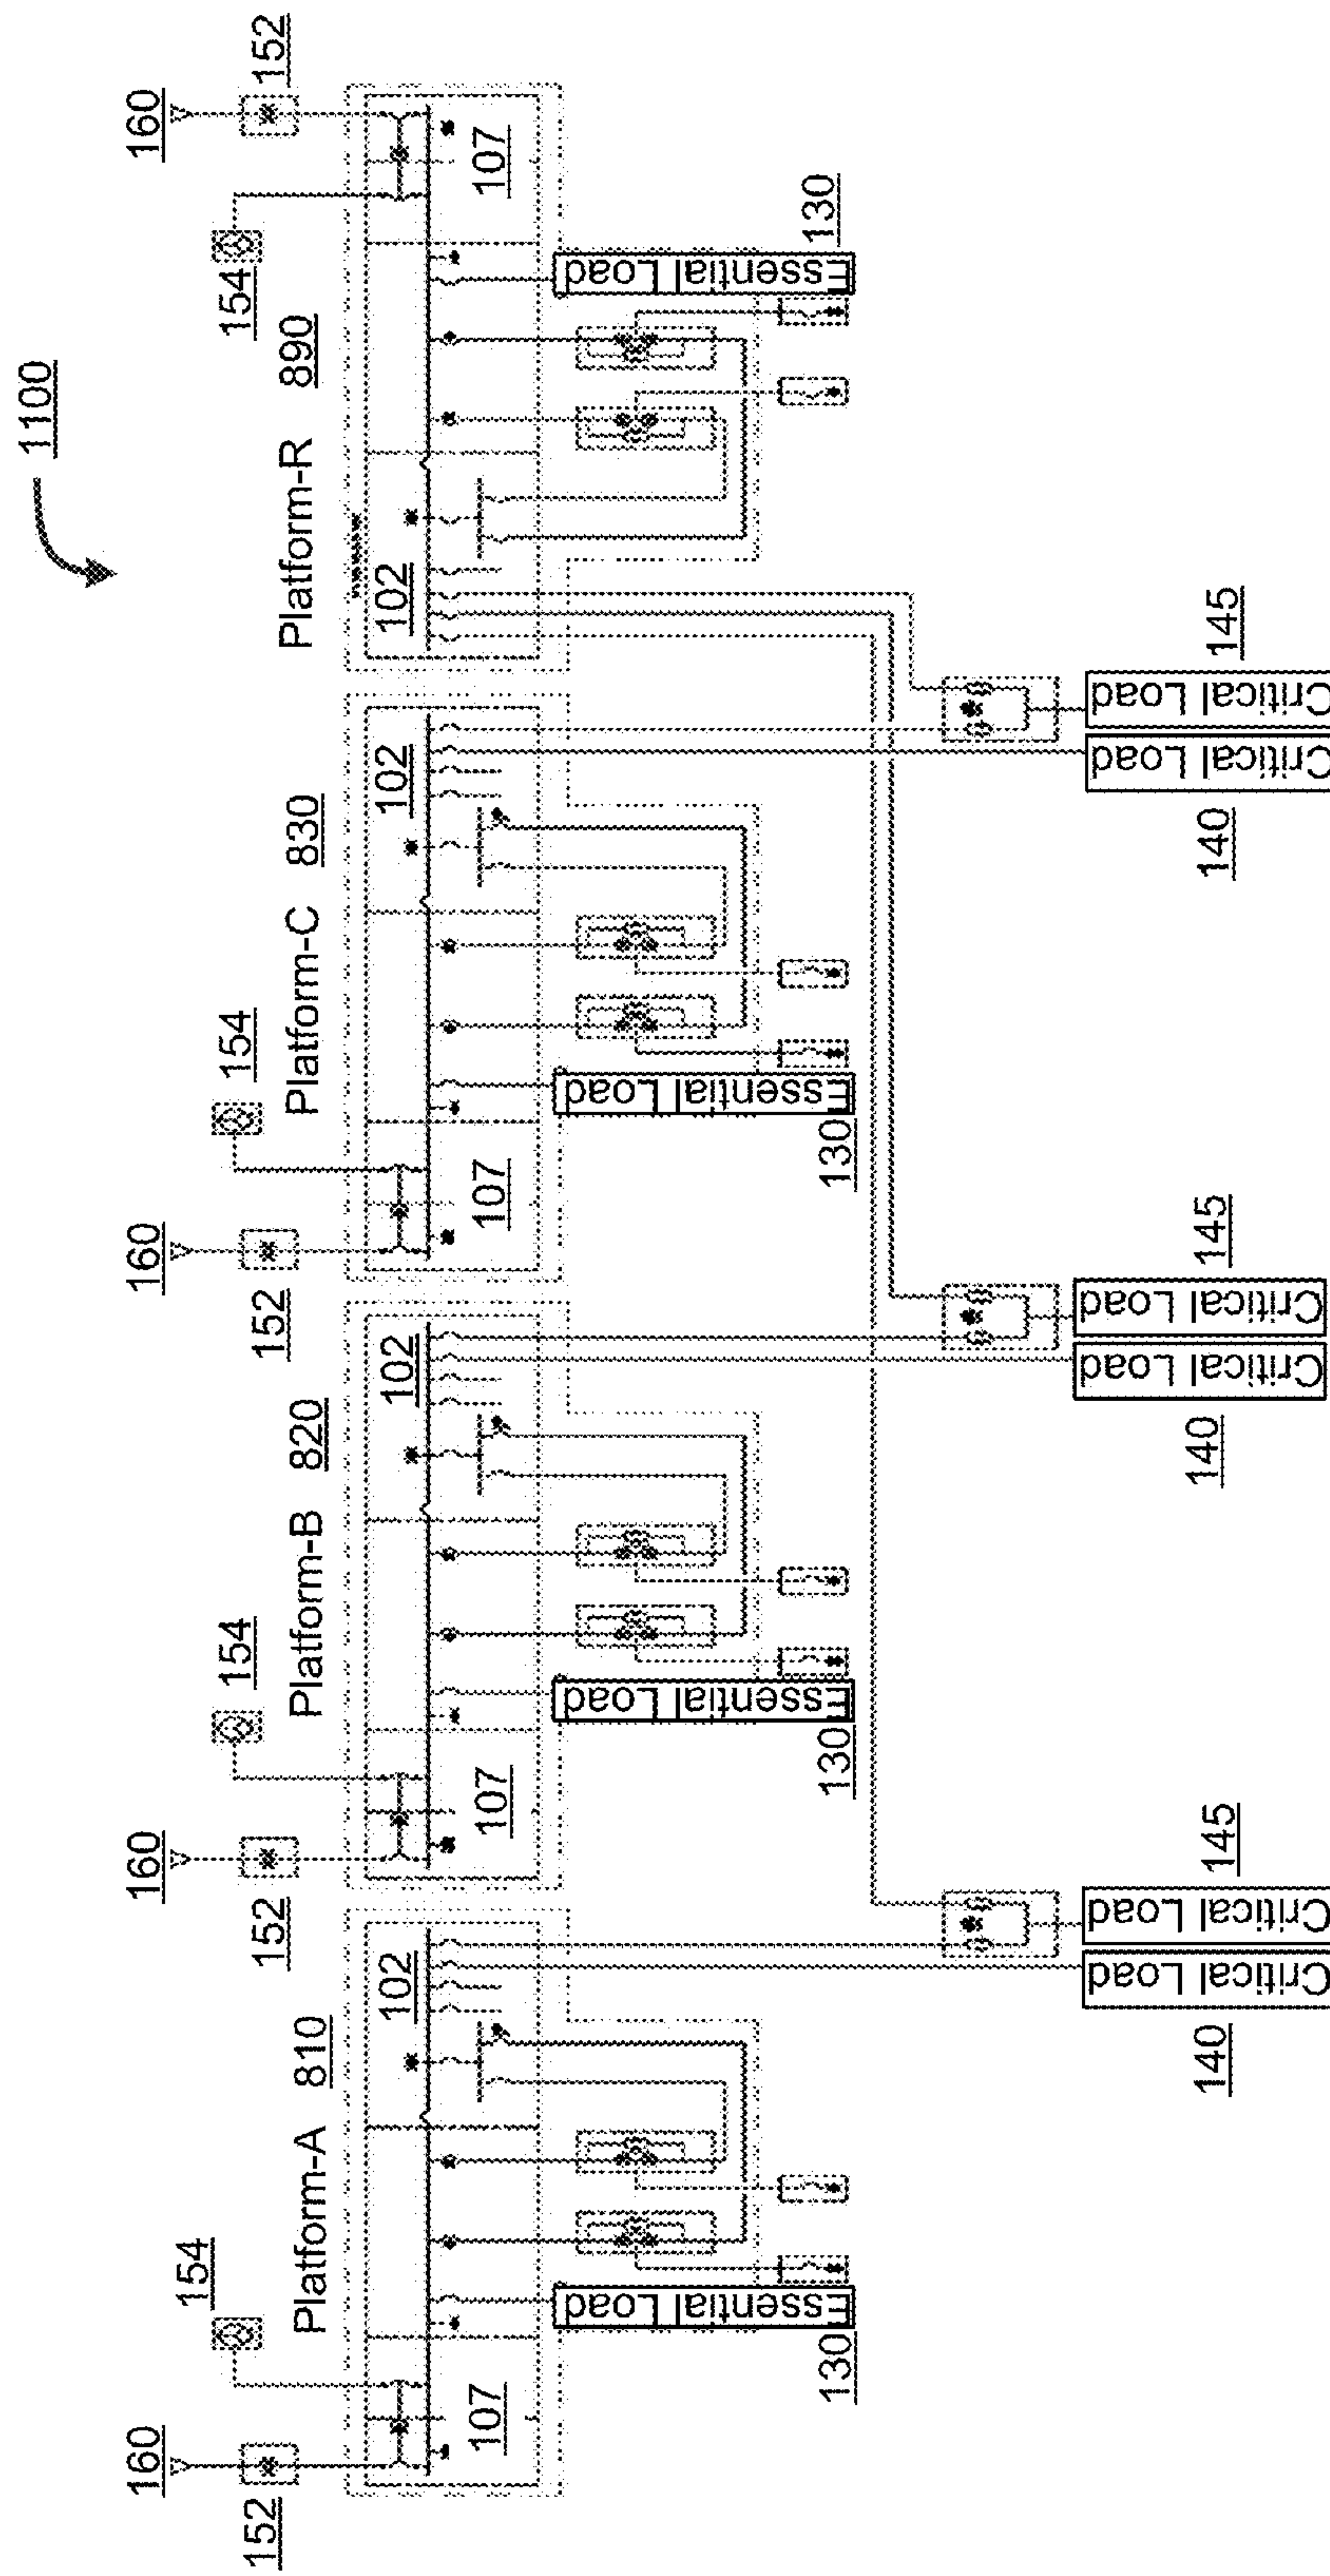 1100
160
152
154
Platform-A 810
107
102
130
Essential Load
140
Critical Load
Critical Load
145
160
152
154
Platform-B 820
107
102
130
Essential Load
140
Critical Load
Critical Load
145
160
152
154
Platform-C 830
107
102
130
Essential Load
140
Critical Load
Critical Load
145
Platform-R 890
102
154
160
152
107
Essential Load
130